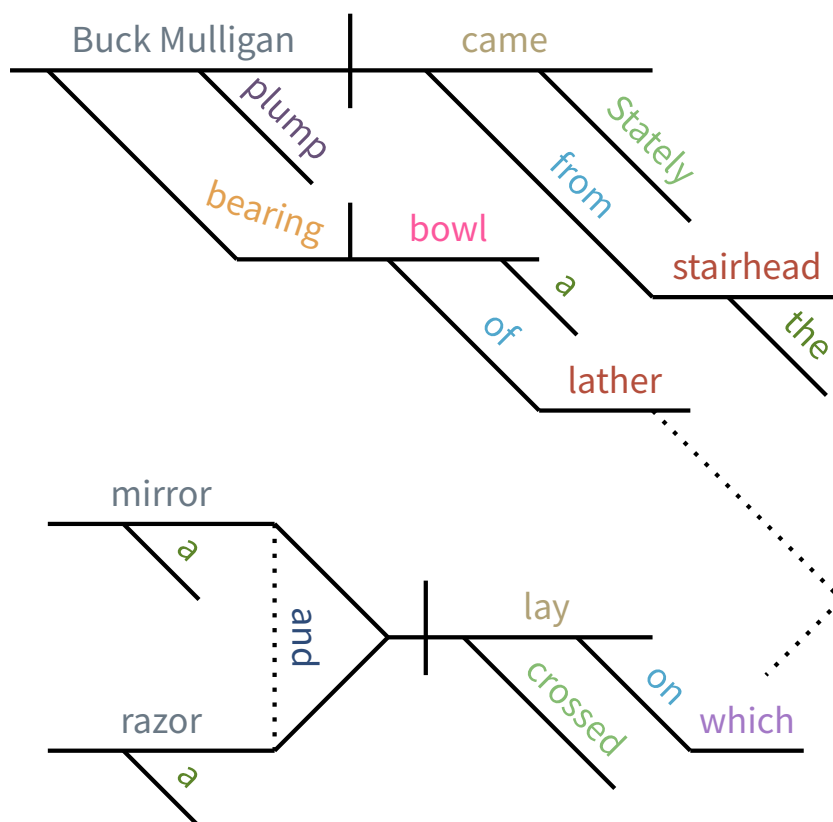 Buck Mulligan came
plump
Stately
from
bearing bowl
stairhead
a
the
of
lather
mirror
a
and
lay
crossed
on
razor
which
a